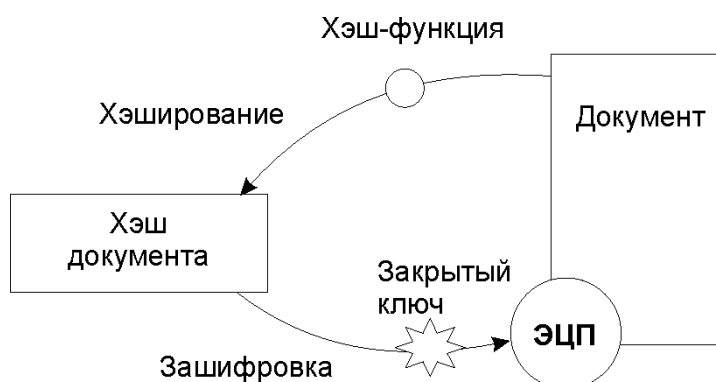 Хэш-функция
Хэширование
Документ
Хэш
документа
Закрытый
ключ
ЭЦП
Зашифровка